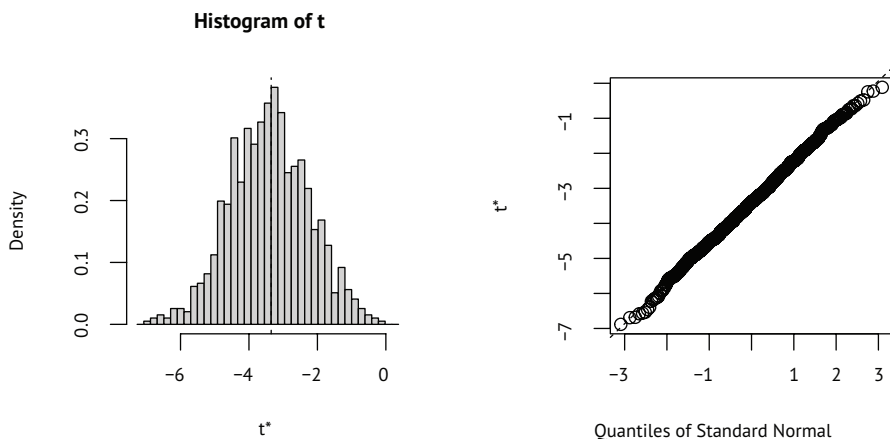 Histogram of t
Density
0.0 0.1 0.2 0.3
−6 −4 −2 0
t*
t*
−7 −5 −3 −1
−3 −1 1 2 3
Quantiles of Standard Normal